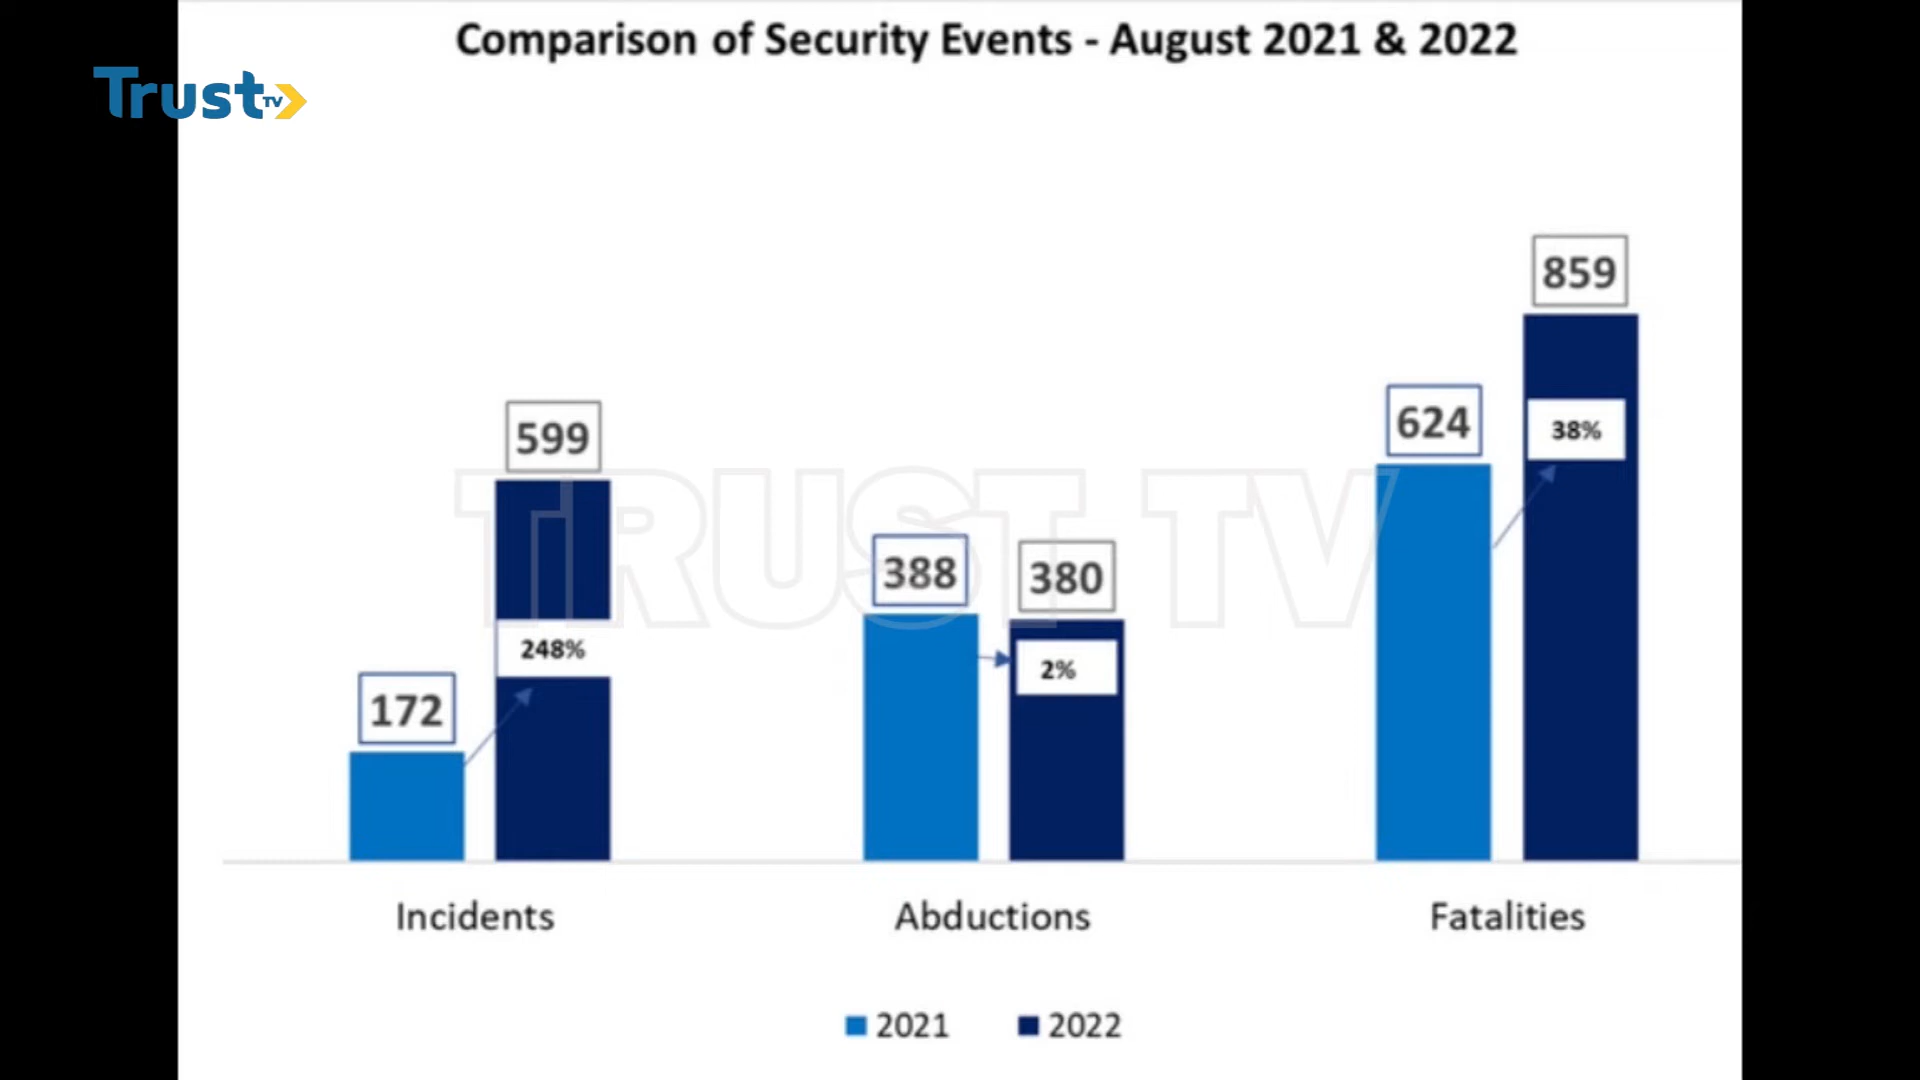 Comparison of Security Events - August 2021 & 2022
Trust TV
859
624
38%
599
TRUST TV
388
380
248%
2%
172
Incidents
Abductions
Fatalities
2021
2022